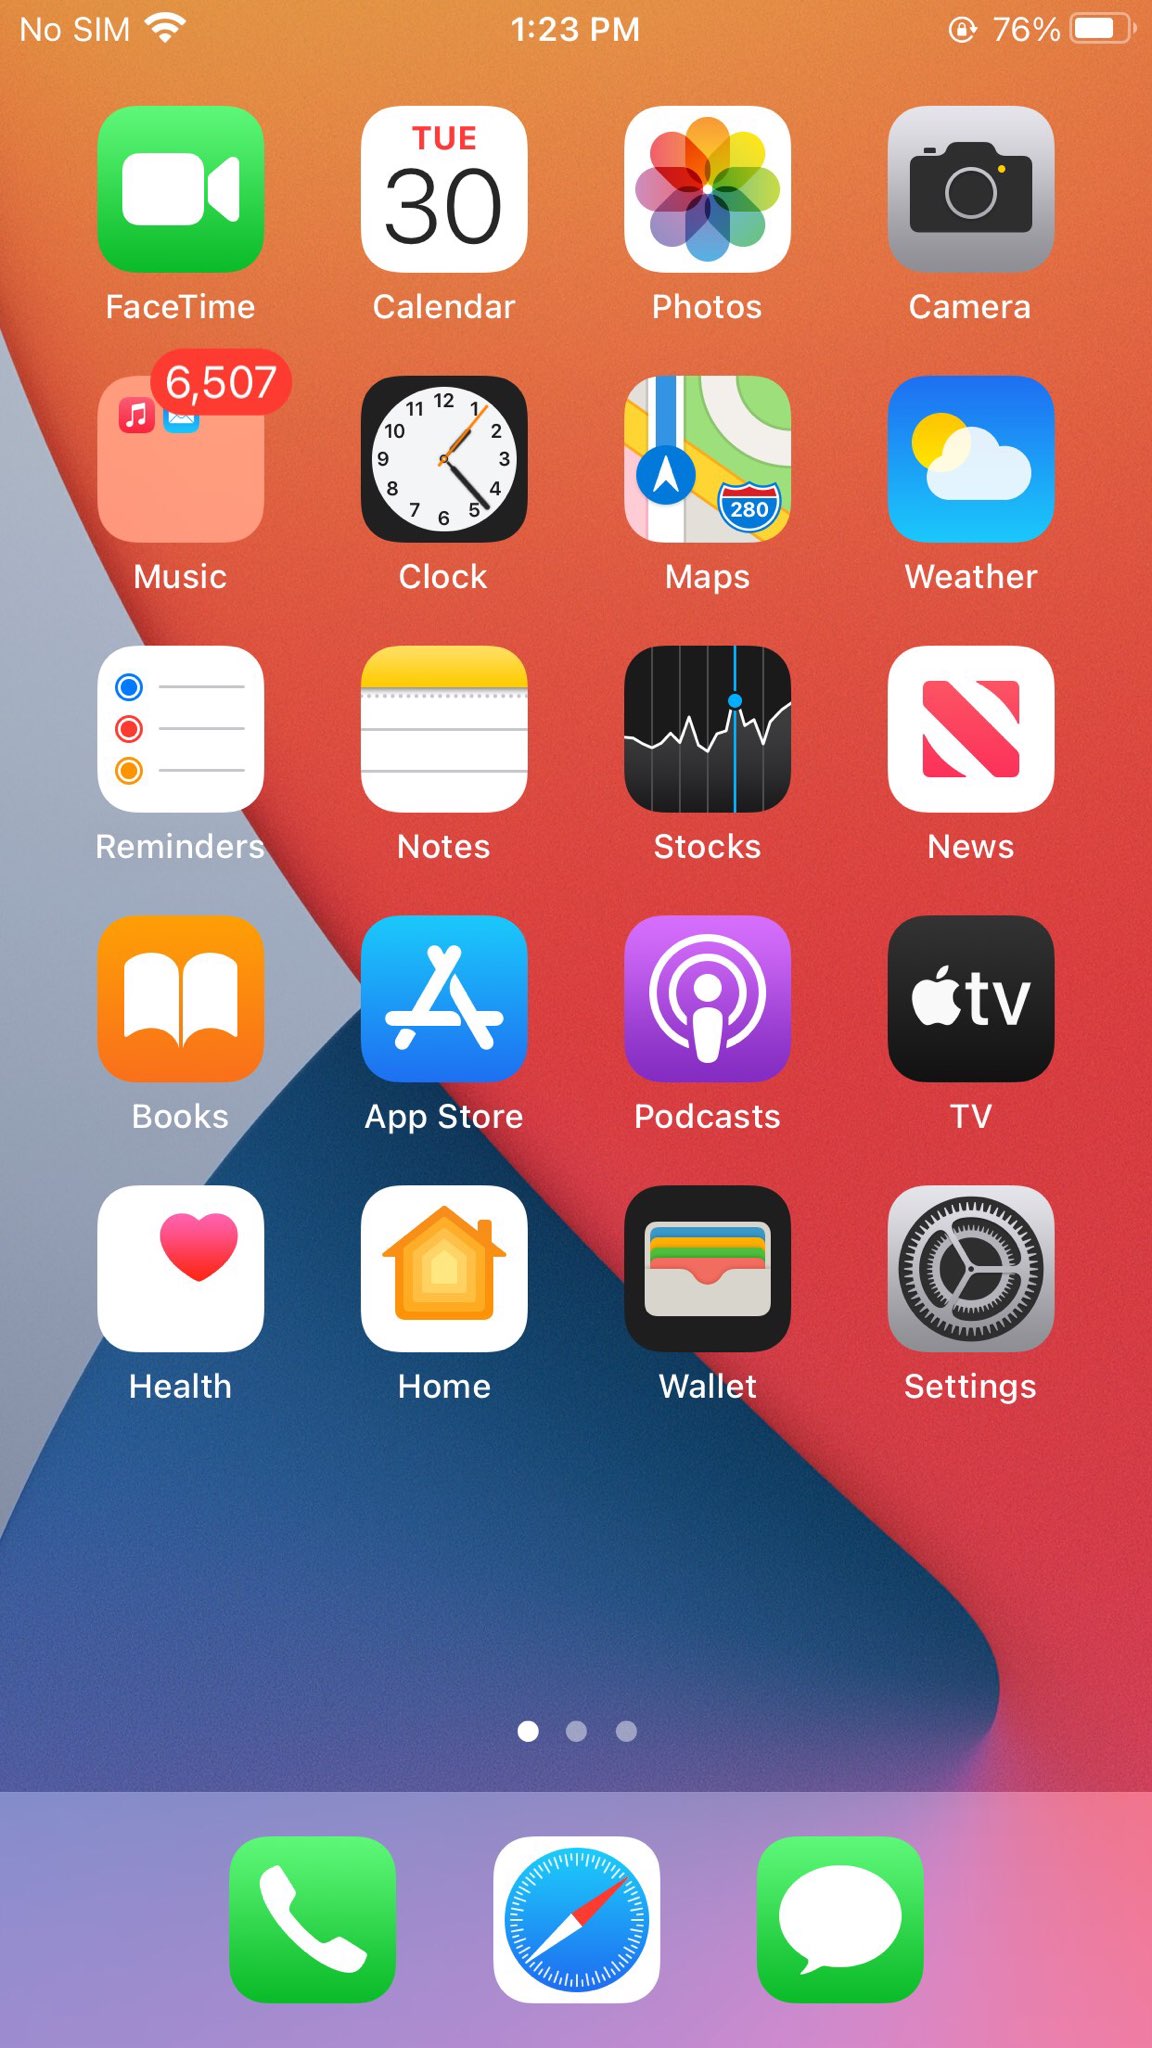 No SIM 1:23 PM 76%
TUE
30
FaceTime Calendar Photos Camera
6,507
12
11 1
10 2
9 3
8 4
7 5
6
280
Music Clock Maps Weather
Reminders Notes Stocks News
tv
Books App Store Podcasts TV
Health Home Wallet Settings